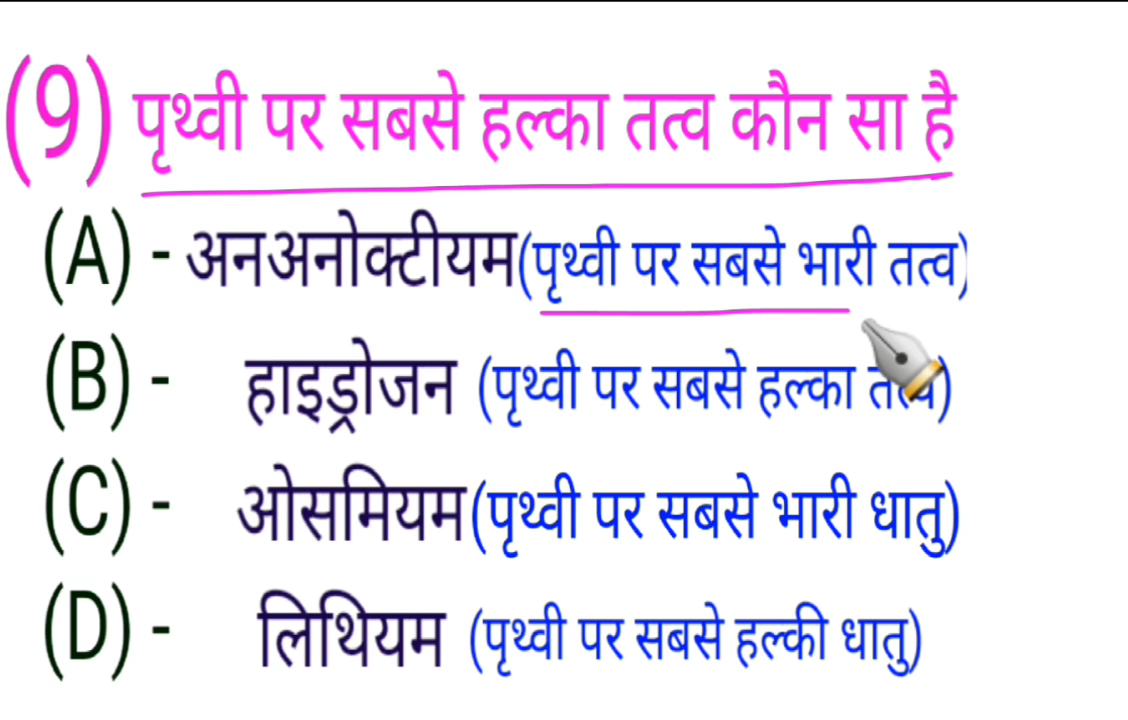 (9) पृथ्वी पर सबसे हल्का तत्व कौन सा है
(A) - अनअनोक्टीयम(पृथ्वी पर सबसे भारी तत्व)
(B) - हाइड्रोजन (पृथ्वी पर सबसे हल्का तत्व)
(C) - ओसमियम(पृथ्वी पर सबसे भारी धातु)
(D) - लिथियम (पृथ्वी पर सबसे हल्की धातु)